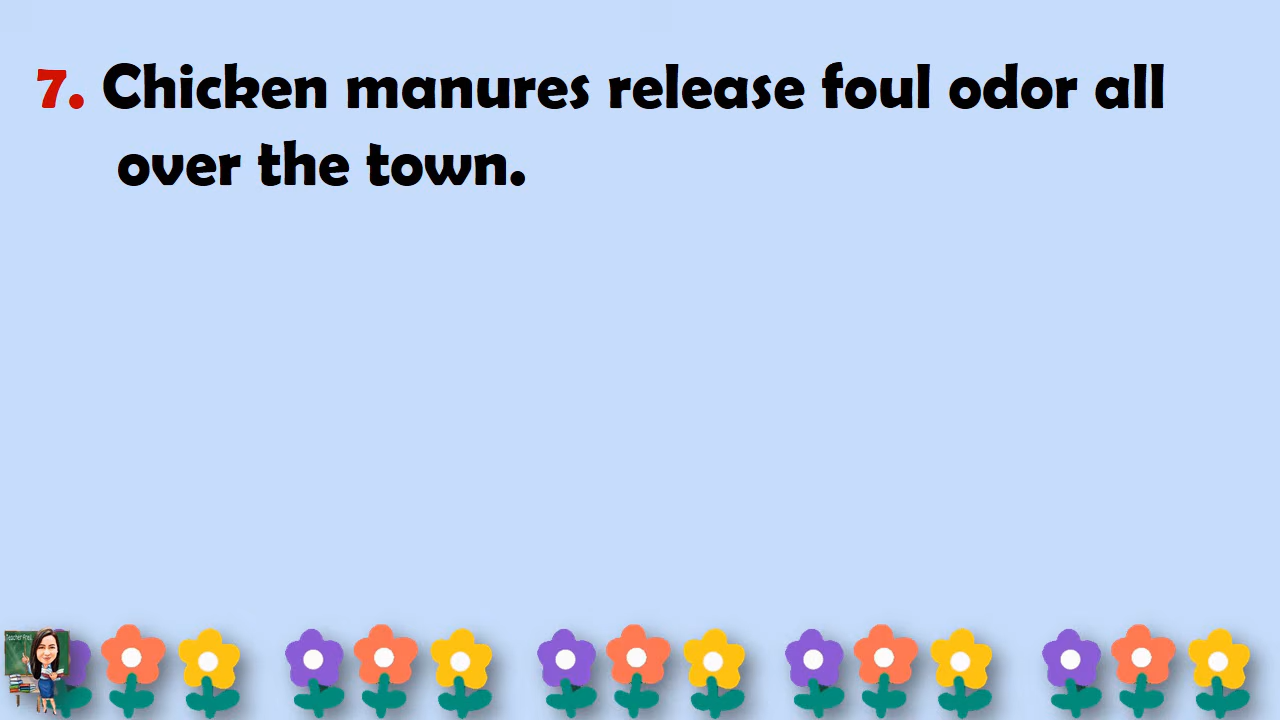 7. Chicken manures release foul odor all
over the town.